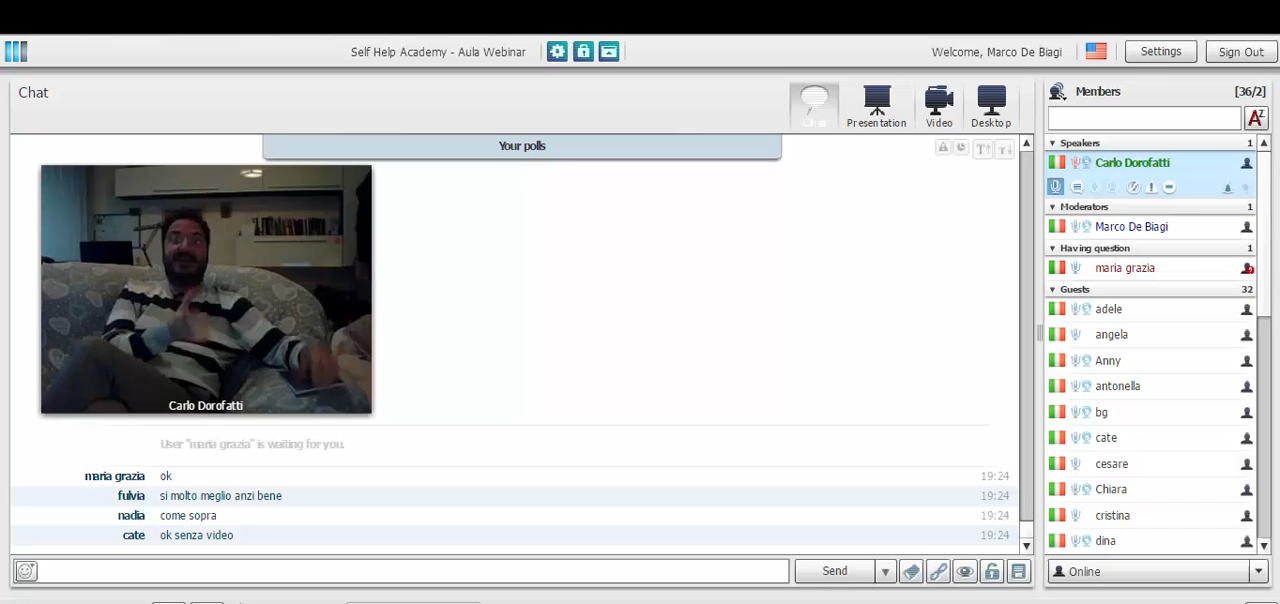 Self Help Academy - Aula Webinar
Welcome, Marco De Biagi
Settings
Sign Out
Chat
Chat
Presentation
Video
Desktop
Your polls
Carlo Dorofatti
User "maria grazia" is waiting for you.
maria grazia ok 19:24
fulvia si molto meglio anzi bene 19:24
nadia come sopra 19:24
cate ok senza video 19:24
Send
Members [36/2]
Speakers 1
Carlo Dorofatti
Moderators 1
Marco De Biagi
Having question 1
maria grazia
Guests 32
adele
angela
Anny
antonella
bg
cate
cesare
Chiara
cristina
dina
Online